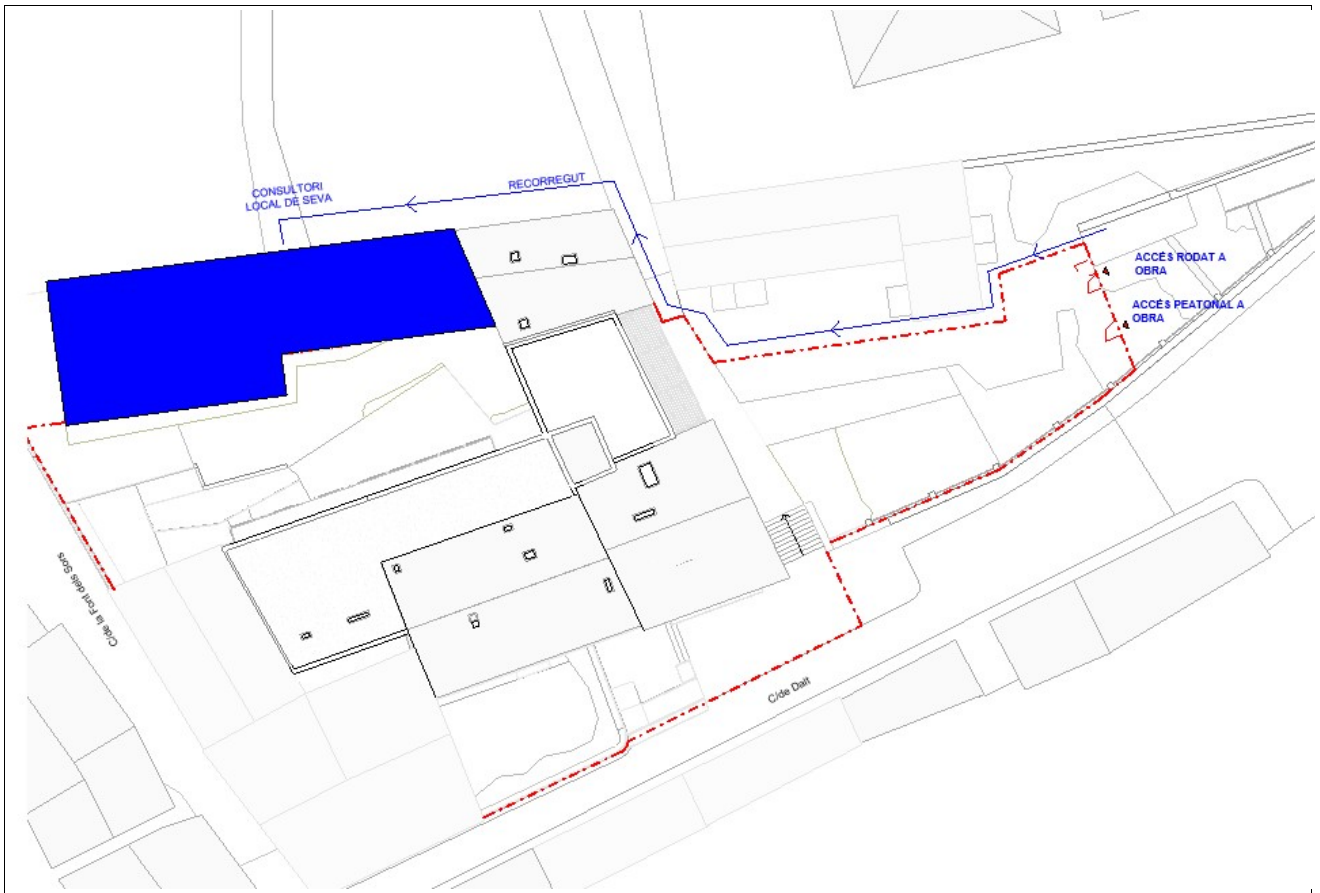 CONSULTORI
LOCAL DE SEVA
RECORREGUT
ACCÉS RODAT A
OBRA
ACCÉS PEATONAL A
OBRA
C/de la Font dels Sors
C/de Dalt